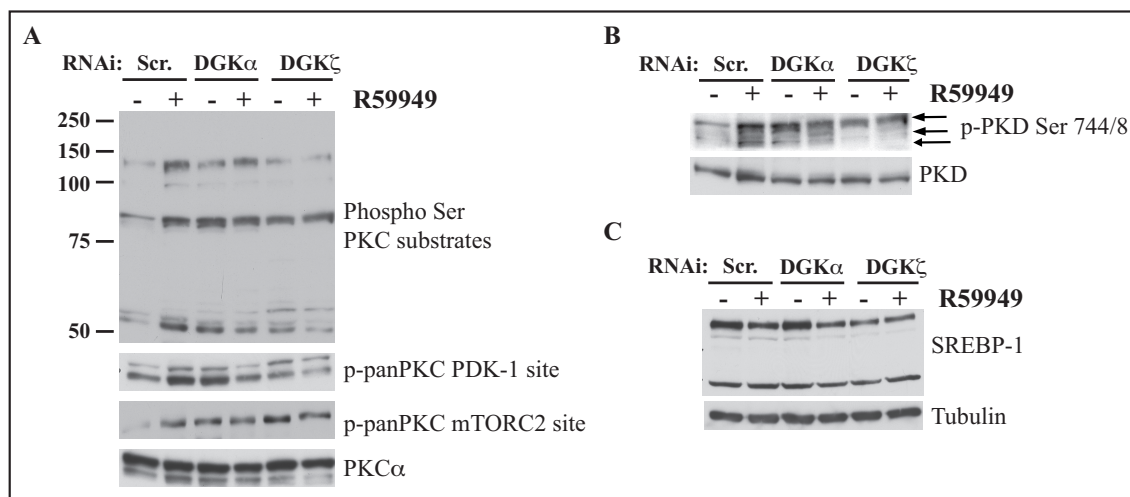 A
RNAi: Scr. DGKα DGKζ
- + - + - + R59949
250
150
100
75
50
Phospho Ser
PKC substrates
p-panPKC PDK-1 site
p-panPKC mTORC2 site
PKCα
B
RNAi: Scr. DGKα DGKζ
- + - + - + R59949
p-PKD Ser 744/8
PKD
C
RNAi: Scr. DGKα DGKζ
- + - + - + R59949
SREBP-1
Tubulin